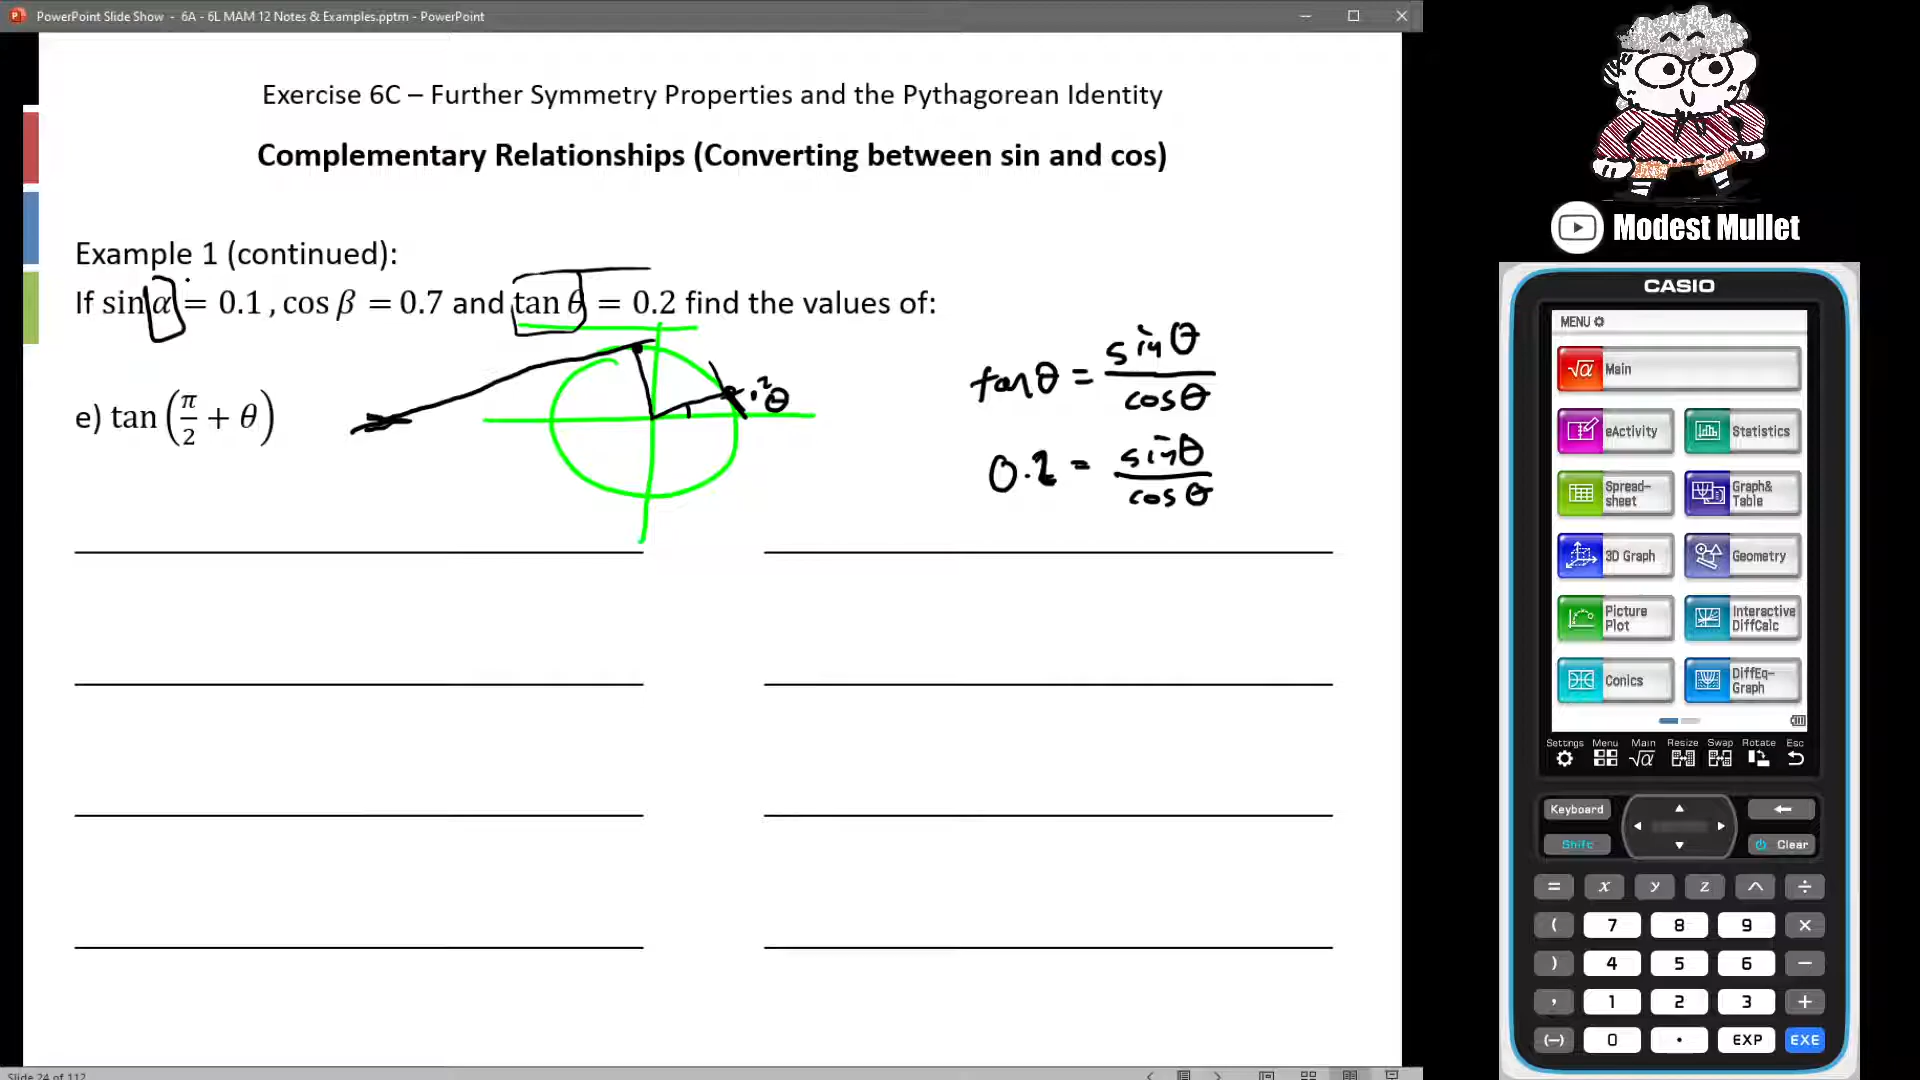 PowerPoint Slide Show - 6A - 6L MAM 12 Notes & Examples.pptm - PowerPoint
Exercise 6C – Further Symmetry Properties and the Pythagorean Identity
Complementary Relationships (Converting between sin and cos)
Example 1 (continued):
If sin α = 0.1 , cos β = 0.7 and tan θ = 0.2 find the values of:
e) tan (π/2 + θ)
θ
tanθ = sinθ/cosθ
0.2 = sinθ/cosθ
Slide 24 of 112
Modest Mullet
CASIO
MENU
√α Main
eActivity
Statistics
Spread-
sheet
Graph&
Table
3D Graph
Geometry
Picture
Plot
Interactive
DiffCalc
Conics
DiffEq-
Graph
Settings Menu Main Resize Swap Rotate Esc
√α
Keyboard
Shift
Clear
= x y z ^ ÷
( 7 8 9 ×
) 4 5 6 −
, 1 2 3 +
(−) 0 . EXP EXE